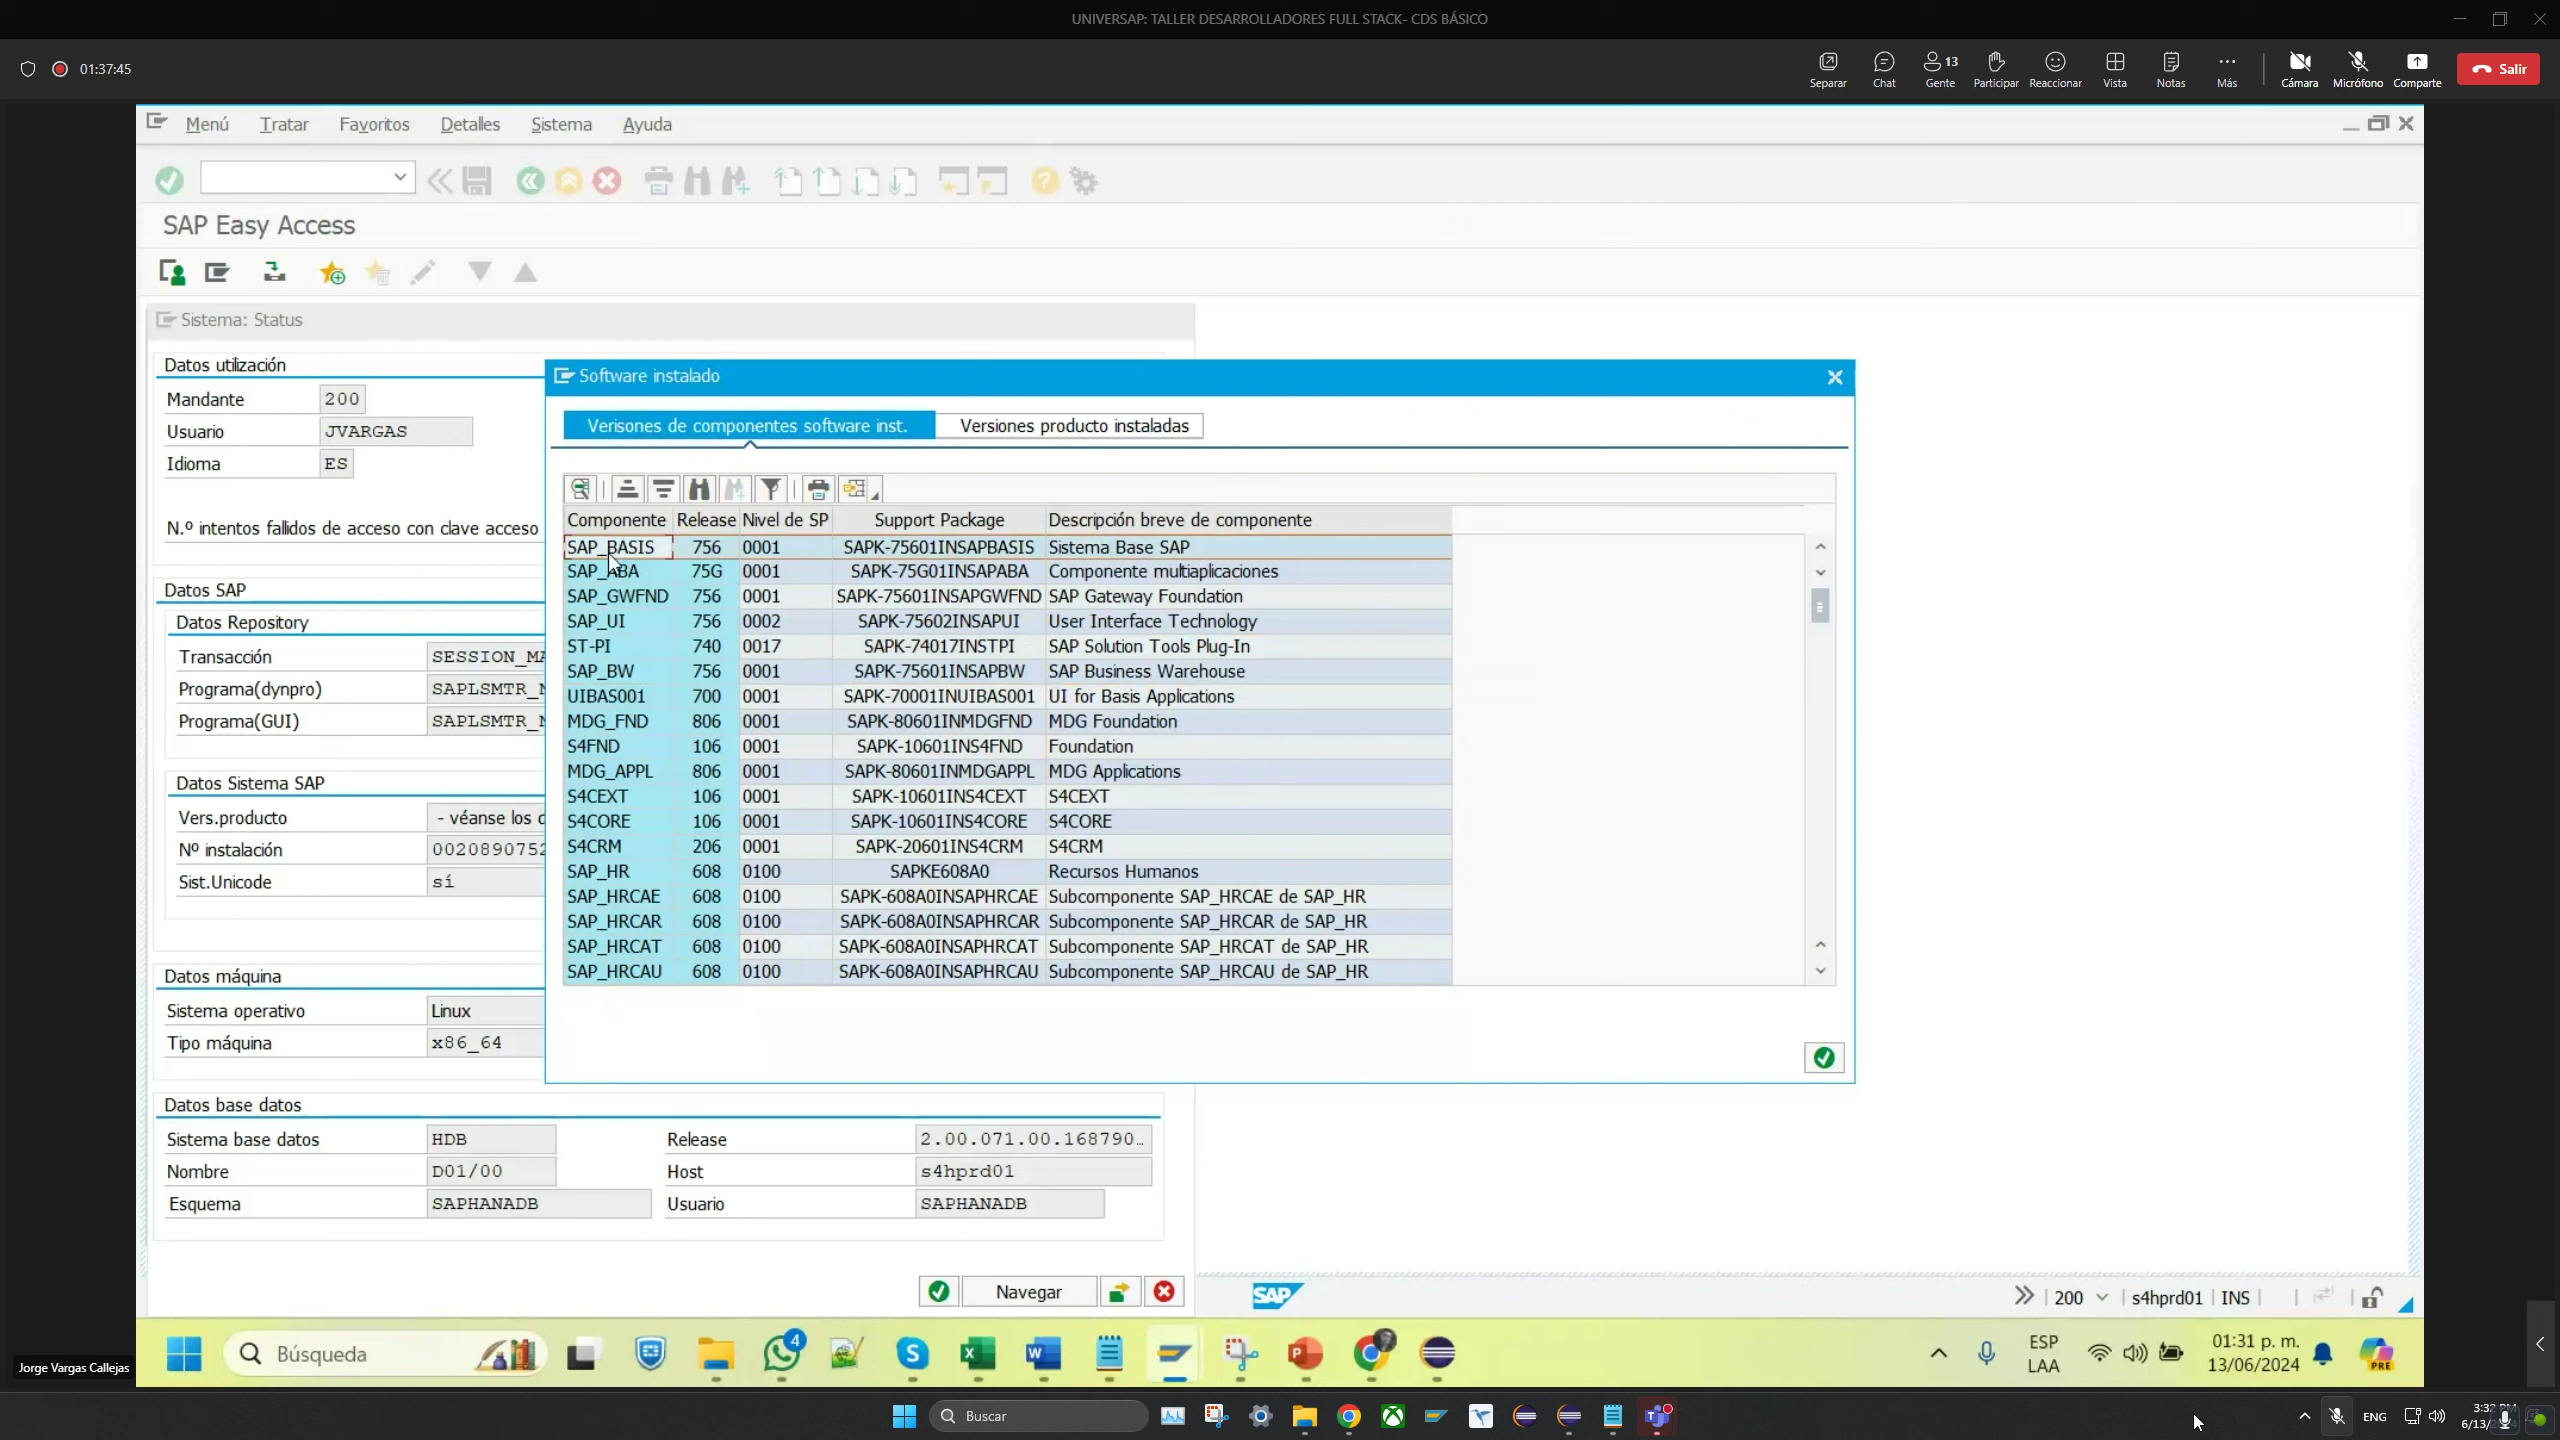 UNIVERSAP: TALLER DESARROLLADORES FULL STACK- CDS BÁSICO
01:37:45
Separar
Chat
13
Gente
Participar
Reaccionar
Vista
Notas
Más
Cámara
Micrófono
Comparte
Salir
Menú Tratar Favoritos Detalles Sistema Ayuda
SAP Easy Access
Sistema: Status
Datos utilización
Mandante 200
Usuario JVARGAS
Idioma ES
N.º intentos fallidos de acceso con clave acceso
Datos SAP
Datos Repository
Transacción SESSION_MA
Programa(dynpro) SAPLSMTR_N
Programa(GUI) SAPLSMTR_N
Datos Sistema SAP
Vers.producto - véanse los d
Nº instalación 0020890752
Sist.Unicode sí
Datos máquina
Sistema operativo Linux
Tipo máquina x86_64
Software instalado
Verisones de componentes software inst. Versiones producto instaladas
Componente Release Nivel de SP Support Package Descripción breve de componente
SAP_BASIS 756 0001 SAPK-75601INSAPBASIS Sistema Base SAP
SAP_ABA 75G 0001 SAPK-75G01INSAPABA Componente multiaplicaciones
SAP_GWFND 756 0001 SAPK-75601INSAPGWFND SAP Gateway Foundation
SAP_UI 756 0002 SAPK-75602INSAPUI User Interface Technology
ST-PI 740 0017 SAPK-74017INSTPI SAP Solution Tools Plug-In
SAP_BW 756 0001 SAPK-75601INSAPBW SAP Business Warehouse
UIBAS001 700 0001 SAPK-70001INUIBAS001 UI for Basis Applications
MDG_FND 806 0001 SAPK-80601INMDGFND MDG Foundation
S4FND 106 0001 SAPK-10601INS4FND Foundation
MDG_APPL 806 0001 SAPK-80601INMDGAPPL MDG Applications
S4CEXT 106 0001 SAPK-10601INS4CEXT S4CEXT
S4CORE 106 0001 SAPK-10601INS4CORE S4CORE
S4CRM 206 0001 SAPK-20601INS4CRM S4CRM
SAP_HR 608 0100 SAPKE608A0 Recursos Humanos
SAP_HRCAE 608 0100 SAPK-608A0INSAPHRCAE Subcomponente SAP_HRCAE de SAP_HR
SAP_HRCAR 608 0100 SAPK-608A0INSAPHRCAR Subcomponente SAP_HRCAR de SAP_HR
SAP_HRCAT 608 0100 SAPK-608A0INSAPHRCAT Subcomponente SAP_HRCAT de SAP_HR
SAP_HRCAU 608 0100 SAPK-608A0INSAPHRCAU Subcomponente SAP_HRCAU de SAP_HR
Datos base datos
Sistema base datos HDB Release 2.00.071.00.168790…
Nombre D01/00 Host s4hprd01
Esquema SAPHANADB Usuario SAPHANADB
Navegar
SAP
200 s4hprd01 INS
Jorge Vargas Callejas
Búsqueda
4
ESP
LAA
01:31 p. m.
13/06/2024
PRE
Buscar
ENG
3:32 PM
6/13/